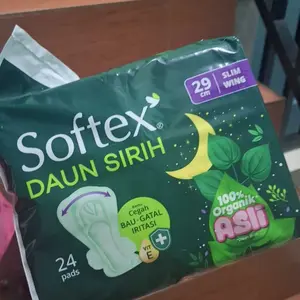 Softex®
DAUN SIRIH
29
cm
SLIM
WING
Cegah
BAU-GATAL
IRITASI
VIT
E
100%
Organik
Asli
24
pads